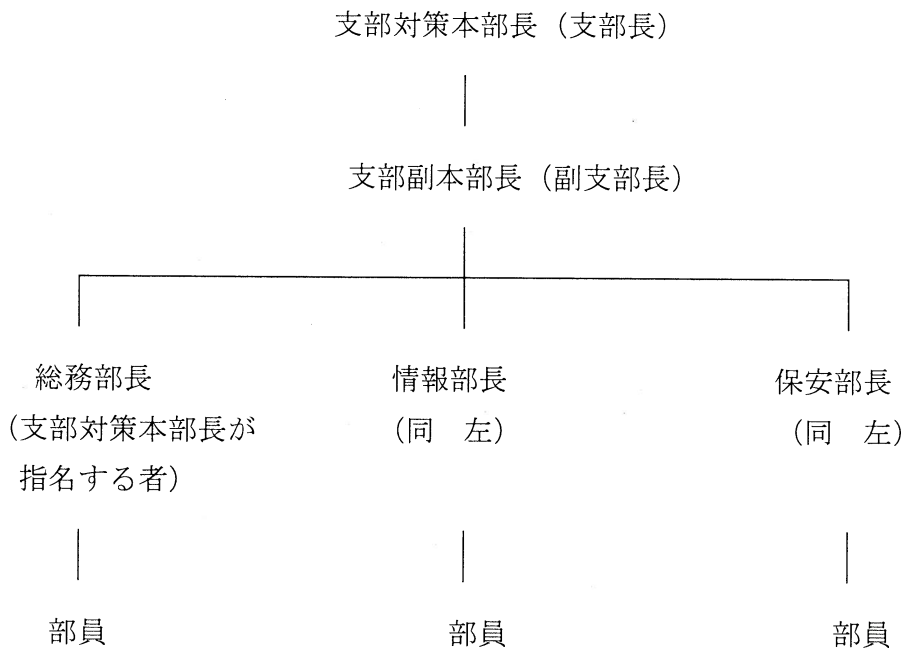 支部対策本部長（支部長）
支部副本部長（副支部長）
総務部長
（支部対策本部長が
指名する者）
情報部長
（同　左）
保安部長
（同　左）
部員
部員
部員